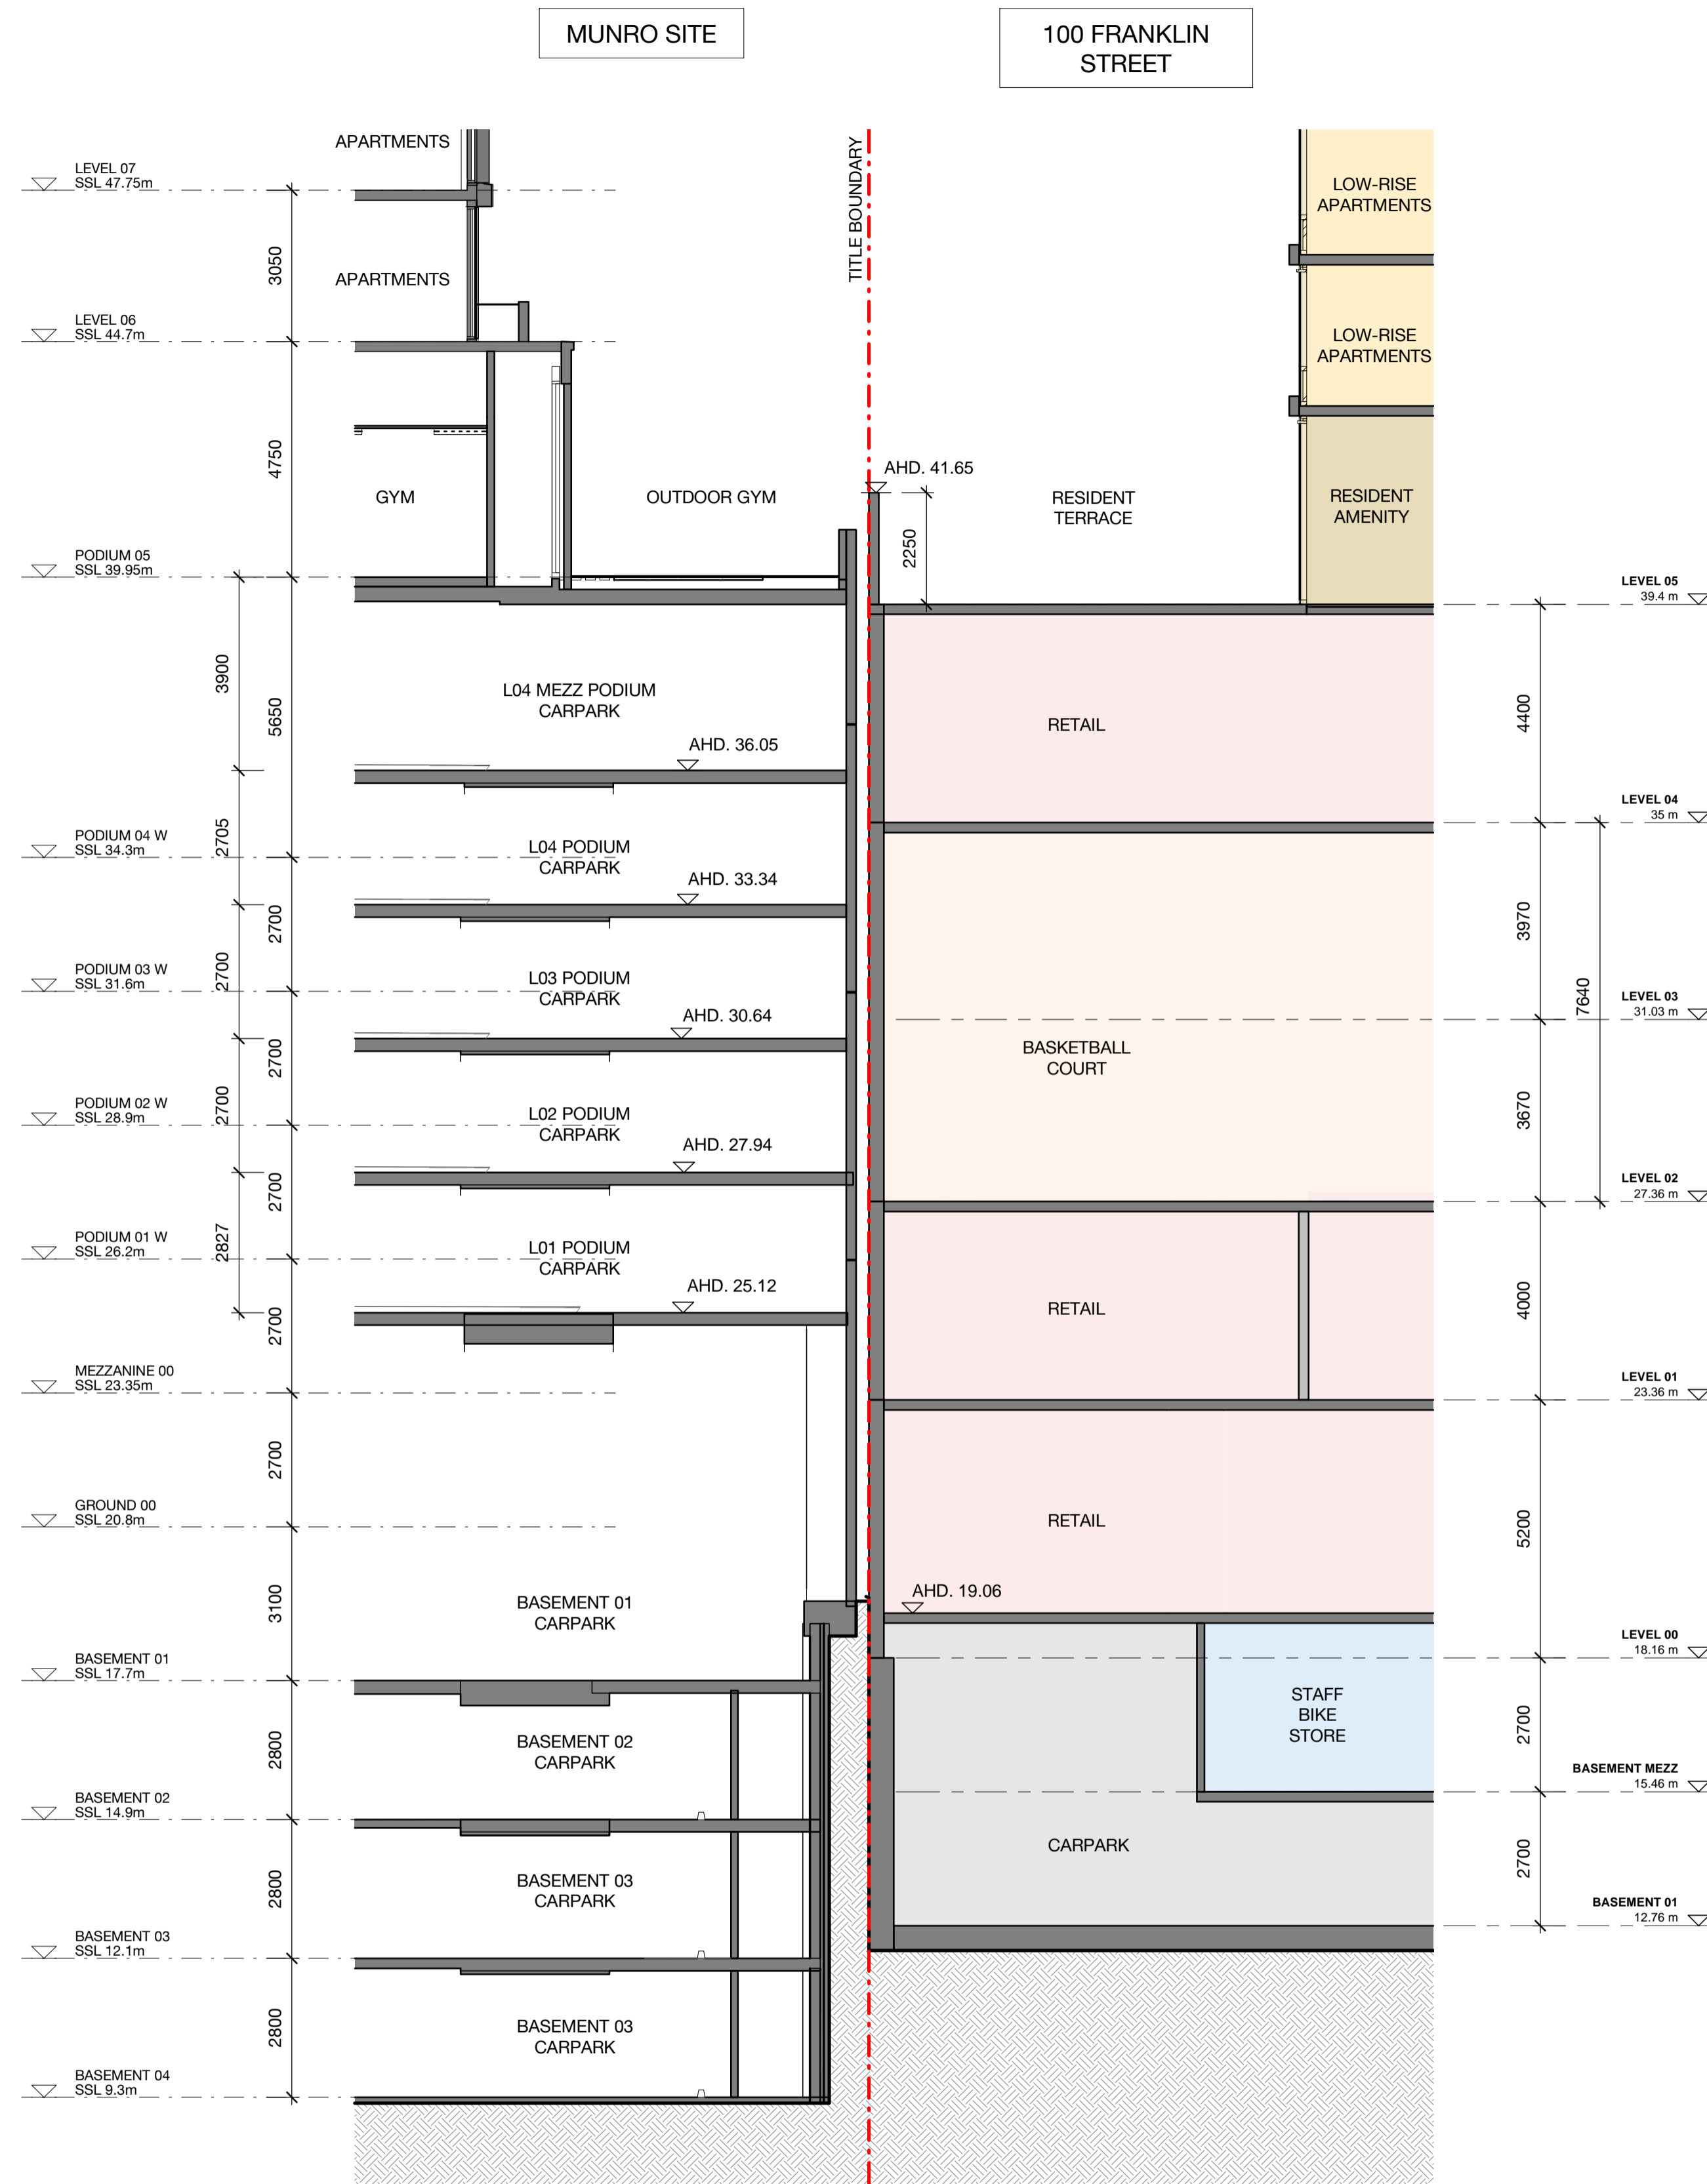 MUNRO SITE
100 FRANKLIN
STREET
TITLE BOUNDARY
APARTMENTS
LEVEL 07
SSL 47.75m
3050
APARTMENTS
LEVEL 06
SSL 44.7m
4750
GYM
OUTDOOR GYM
PODIUM 05
SSL 39.95m
3900
5650
L04 MEZZ PODIUM
CARPARK
AHD. 36.05
2705
PODIUM 04 W
SSL 34.3m
L04 PODIUM
CARPARK
AHD. 33.34
2700
2700
PODIUM 03 W
SSL 31.6m
L03 PODIUM
CARPARK
AHD. 30.64
2700
2700
PODIUM 02 W
SSL 28.9m
L02 PODIUM
CARPARK
AHD. 27.94
2700
2827
PODIUM 01 W
SSL 26.2m
L01 PODIUM
CARPARK
AHD. 25.12
2700
MEZZANINE 00
SSL 23.35m
2700
GROUND 00
SSL 20.8m
3100
BASEMENT 01
CARPARK
BASEMENT 01
SSL 17.7m
2800
BASEMENT 02
CARPARK
BASEMENT 02
SSL 14.9m
2800
BASEMENT 03
CARPARK
BASEMENT 03
SSL 12.1m
2800
BASEMENT 03
CARPARK
BASEMENT 04
SSL 9.3m
LOW-RISE
APARTMENTS
LOW-RISE
APARTMENTS
AHD. 41.65
2250
RESIDENT
TERRACE
RESIDENT
AMENITY
LEVEL 05
39.4 m
4400
RETAIL
LEVEL 04
35 m
3970
7640
LEVEL 03
31.03 m
BASKETBALL
COURT
3670
LEVEL 02
27.36 m
4000
RETAIL
LEVEL 01
23.36 m
RETAIL
5200
AHD. 19.06
LEVEL 00
18.16 m
STAFF
BIKE
STORE
2700
BASEMENT MEZZ
15.46 m
CARPARK
2700
BASEMENT 01
12.76 m